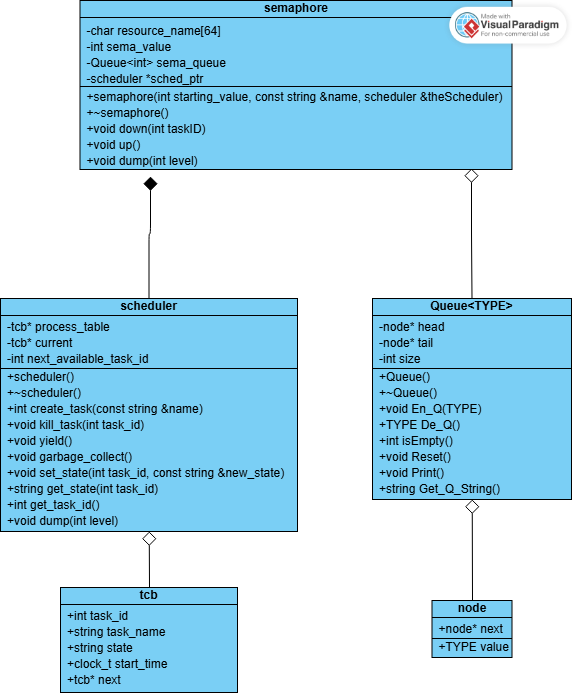 semaphore
Made with
VisualParadigm
For non-commercial use
-char resource_name[64]
-int sema_value
-Queue<int> sema_queue
-scheduler *sched_ptr
+semaphore(int starting_value, const string &name, scheduler &theScheduler)
+~semaphore()
+void down(int taskID)
+void up()
+void dump(int level)
scheduler
-tcb* process_table
-tcb* current
-int next_available_task_id
+scheduler()
+~scheduler()
+int create_task(const string &name)
+void kill_task(int task_id)
+void yield()
+void garbage_collect()
+void set_state(int task_id, const string &new_state)
+string get_state(int task_id)
+int get_task_id()
+void dump(int level)
Queue<TYPE>
-node* head
-node* tail
-int size
+Queue()
+~Queue()
+void En_Q(TYPE)
+TYPE De_Q()
+int isEmpty()
+void Reset()
+void Print()
+string Get_Q_String()
tcb
+int task_id
+string task_name
+string state
+clock_t start_time
+tcb* next
node
+node* next
+TYPE value